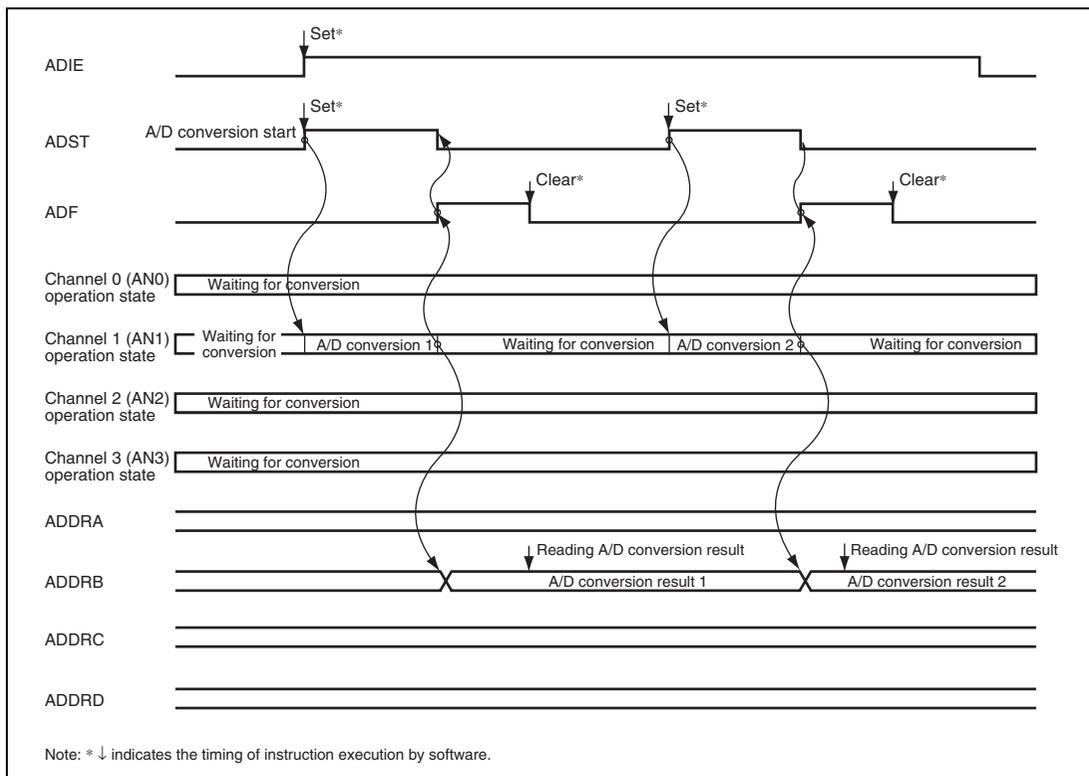 Set*
ADIE
Set*
A/D conversion start
ADST
Set*
Clear*
ADF
Clear*
Channel 0 (AN0)
operation state
Waiting for conversion
Channel 1 (AN1)
operation state
Waiting for
conversion
A/D conversion 1
Waiting for conversion
A/D conversion 2
Waiting for conversion
Channel 2 (AN2)
operation state
Waiting for conversion
Channel 3 (AN3)
operation state
Waiting for conversion
ADDRA
Reading A/D conversion result
Reading A/D conversion result
ADDRB
A/D conversion result 1
A/D conversion result 2
ADDRC
ADDRD
Note: * ↓ indicates the timing of instruction execution by software.